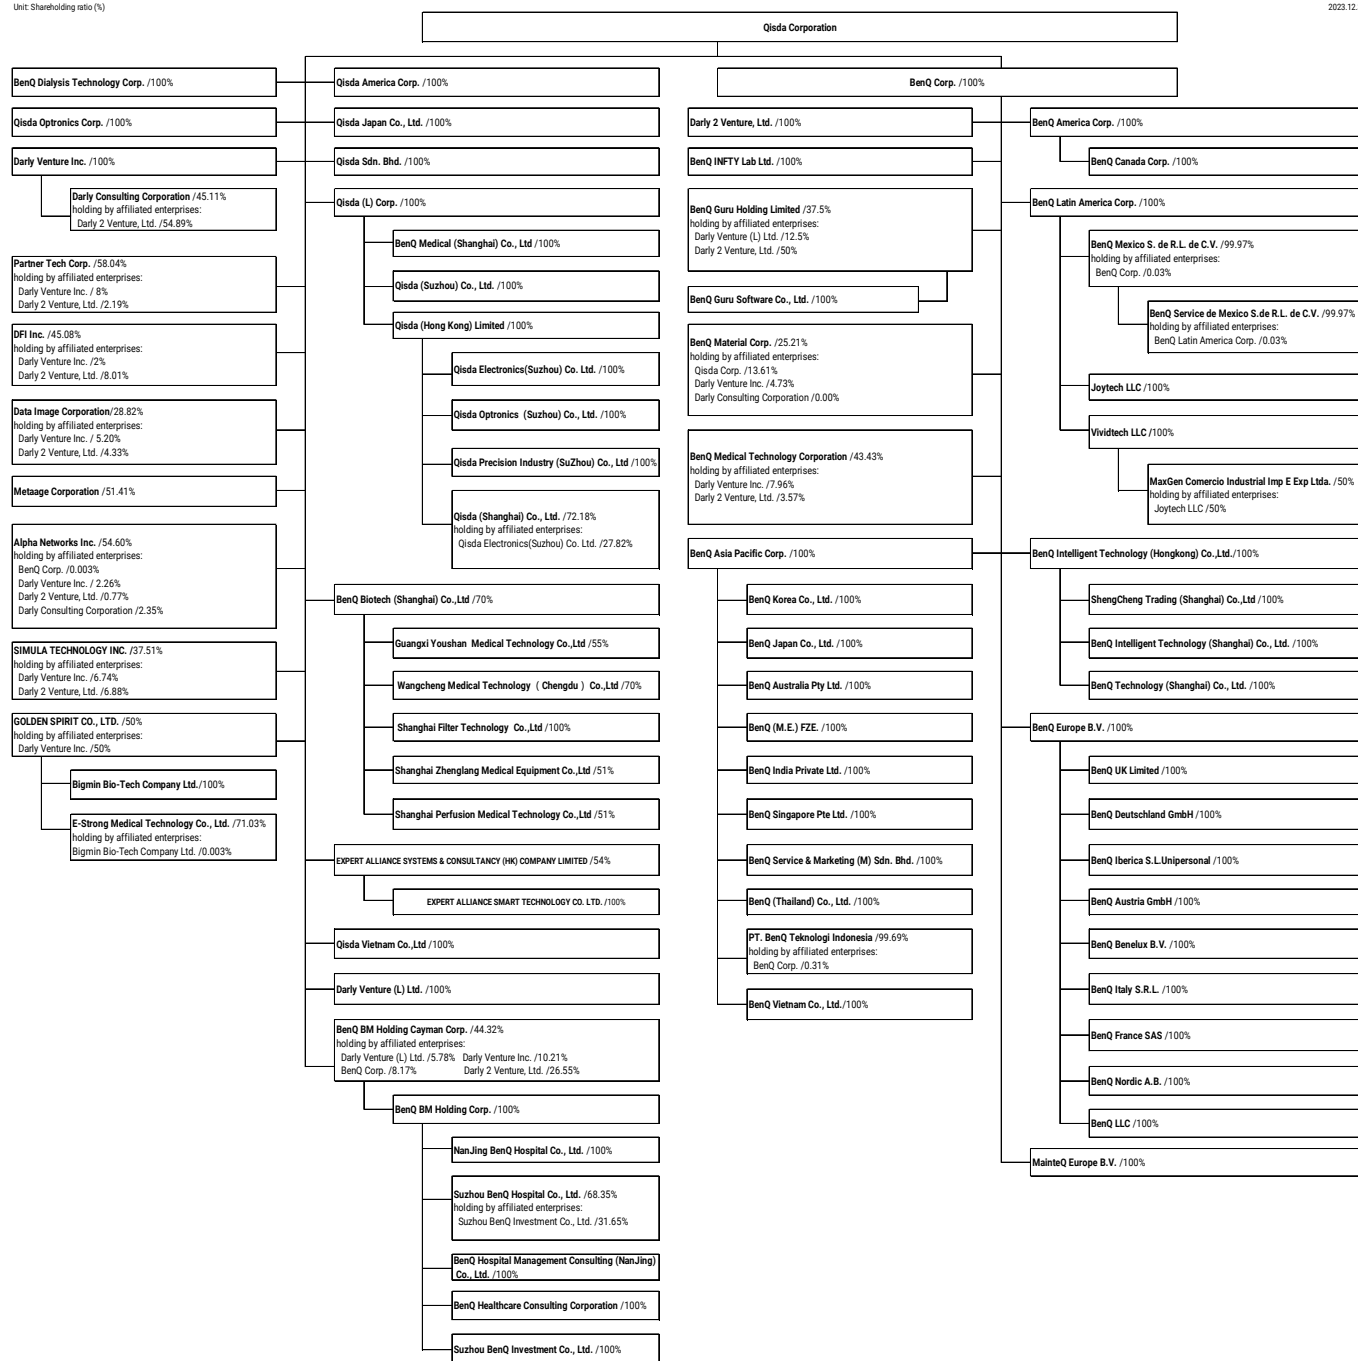 Unit: Shareholding ratio (%)
2023.12.
Qisda Corporation
BenQ Dialysis Technology Corp. /100%
Qisda Optronics Corp. /100%
Darly Venture Inc. /100%
Darly Consulting Corporation /45.11%
holding by affiliated enterprises:
Darly 2 Venture, Ltd. /54.89%
Partner Tech Corp. /58.04%
holding by affiliated enterprises:
Darly Venture Inc. / 8%
Darly 2 Venture, Ltd. /2.19%
DFI Inc. /45.08%
holding by affiliated enterprises:
Darly Venture Inc. /2%
Darly 2 Venture, Ltd. /8.01%
Data Image Corporation/28.82%
holding by affiliated enterprises:
Darly Venture Inc. / 5.20%
Darly 2 Venture, Ltd. /4.33%
Metaage Corporation /51.41%
Alpha Networks Inc. /54.60%
holding by affiliated enterprises:
BenQ Corp. /0.003%
Darly Venture Inc. / 2.26%
Darly 2 Venture, Ltd. /0.77%
Darly Consulting Corporation /2.35%
SIMULA TECHNOLOGY INC. /37.51%
holding by affiliated enterprises:
Darly Venture Inc. /6.74%
Darly 2 Venture, Ltd. /6.88%
GOLDEN SPIRIT CO., LTD. /50%
holding by affiliated enterprises:
Darly Venture Inc. /50%
Bigmin Bio-Tech Company Ltd./100%
E-Strong Medical Technology Co., Ltd. /71.03%
holding by affiliated enterprises:
Bigmin Bio-Tech Company Ltd. /0.003%
Qisda America Corp. /100%
Qisda Japan Co., Ltd. /100%
Qisda Sdn. Bhd. /100%
Qisda (L) Corp. /100%
BenQ Medical (Shanghai) Co., Ltd /100%
Qisda (Suzhou) Co., Ltd. /100%
Qisda (Hong Kong) Limited /100%
Qisda Electronics(Suzhou) Co. Ltd. /100%
Qisda Optronics (Suzhou) Co., Ltd. /100%
Qisda Precision Industry (SuZhou) Co., Ltd /100%
Qisda (Shanghai) Co., Ltd. /72.18%
holding by affiliated enterprises:
Qisda Electronics(Suzhou) Co. Ltd. /27.82%
BenQ Biotech (Shanghai) Co.,Ltd /70%
Guangxi Youshan Medical Technology Co.,Ltd /55%
Wangcheng Medical Technology ( Chengdu ) Co.,Ltd /70%
Shanghai Filter Technology Co.,Ltd /100%
Shanghai Zhenglang Medical Equipment Co.,Ltd /51%
Shanghai Perfusion Medical Technology Co.,Ltd /51%
EXPERT ALLIANCE SYSTEMS & CONSULTANCY (HK) COMPANY LIMITED /54%
EXPERT ALLIANCE SMART TECHNOLOGY CO. LTD. /100%
Qisda Vietnam Co.,Ltd /100%
Darly Venture (L) Ltd. /100%
BenQ BM Holding Cayman Corp. /44.32%
holding by affiliated enterprises:
Darly Venture (L) Ltd. /5.78% Darly Venture Inc. /10.21%
BenQ Corp. /8.17% Darly 2 Venture, Ltd. /26.55%
BenQ BM Holding Corp. /100%
NanJing BenQ Hospital Co., Ltd. /100%
Suzhou BenQ Hospital Co., Ltd. /68.35%
holding by affiliated enterprises:
Suzhou BenQ Investment Co., Ltd. /31.65%
BenQ Hospital Management Consulting (NanJing)
Co., Ltd. /100%
BenQ Healthcare Consulting Corporation /100%
Suzhou BenQ Investment Co., Ltd. /100%
BenQ Corp. /100%
Darly 2 Venture, Ltd. /100%
BenQ INFTY Lab Ltd. /100%
BenQ Guru Holding Limited /37.5%
holding by affiliated enterprises:
Darly Venture (L) Ltd. /12.5%
Darly 2 Venture, Ltd. /50%
BenQ Guru Software Co., Ltd. /100%
BenQ Material Corp. /25.21%
holding by affiliated enterprises:
Qisda Corp. /13.61%
Darly Venture Inc. /4.73%
Darly Consulting Corporation /0.00%
BenQ Medical Technology Corporation /43.43%
holding by affiliated enterprises:
Darly Venture Inc. /7.96%
Darly 2 Venture, Ltd. /3.57%
BenQ Asia Pacific Corp. /100%
BenQ Korea Co., Ltd. /100%
BenQ Japan Co., Ltd. /100%
BenQ Australia Pty Ltd. /100%
BenQ (M.E.) FZE. /100%
BenQ India Private Ltd. /100%
BenQ Singapore Pte Ltd. /100%
BenQ Service & Marketing (M) Sdn. Bhd. /100%
BenQ (Thailand) Co., Ltd. /100%
PT. BenQ Teknologi Indonesia /99.69%
holding by affiliated enterprises:
BenQ Corp. /0.31%
BenQ Vietnam Co., Ltd./100%
BenQ America Corp. /100%
BenQ Canada Corp. /100%
BenQ Latin America Corp. /100%
BenQ Mexico S. de R.L. de C.V. /99.97%
holding by affiliated enterprises:
BenQ Corp. /0.03%
BenQ Service de Mexico S.de R.L. de C.V. /99.97%
holding by affiliated enterprises:
BenQ Latin America Corp. /0.03%
Joytech LLC /100%
Vividtech LLC /100%
MaxGen Comercio Industrial Imp E Exp Ltda. /50%
holding by affiliated enterprises:
Joytech LLC /50%
BenQ Intelligent Technology (Hongkong) Co.,Ltd./100%
ShengCheng Trading (Shanghai) Co.,Ltd /100%
BenQ Intelligent Technology (Shanghai) Co., Ltd. /100%
BenQ Technology (Shanghai) Co., Ltd. /100%
BenQ Europe B.V. /100%
BenQ UK Limited /100%
BenQ Deutschland GmbH /100%
BenQ Iberica S.L.Unipersonal /100%
BenQ Austria GmbH /100%
BenQ Benelux B.V. /100%
BenQ Italy S.R.L. /100%
BenQ France SAS /100%
BenQ Nordic A.B. /100%
BenQ LLC /100%
MainteQ Europe B.V. /100%